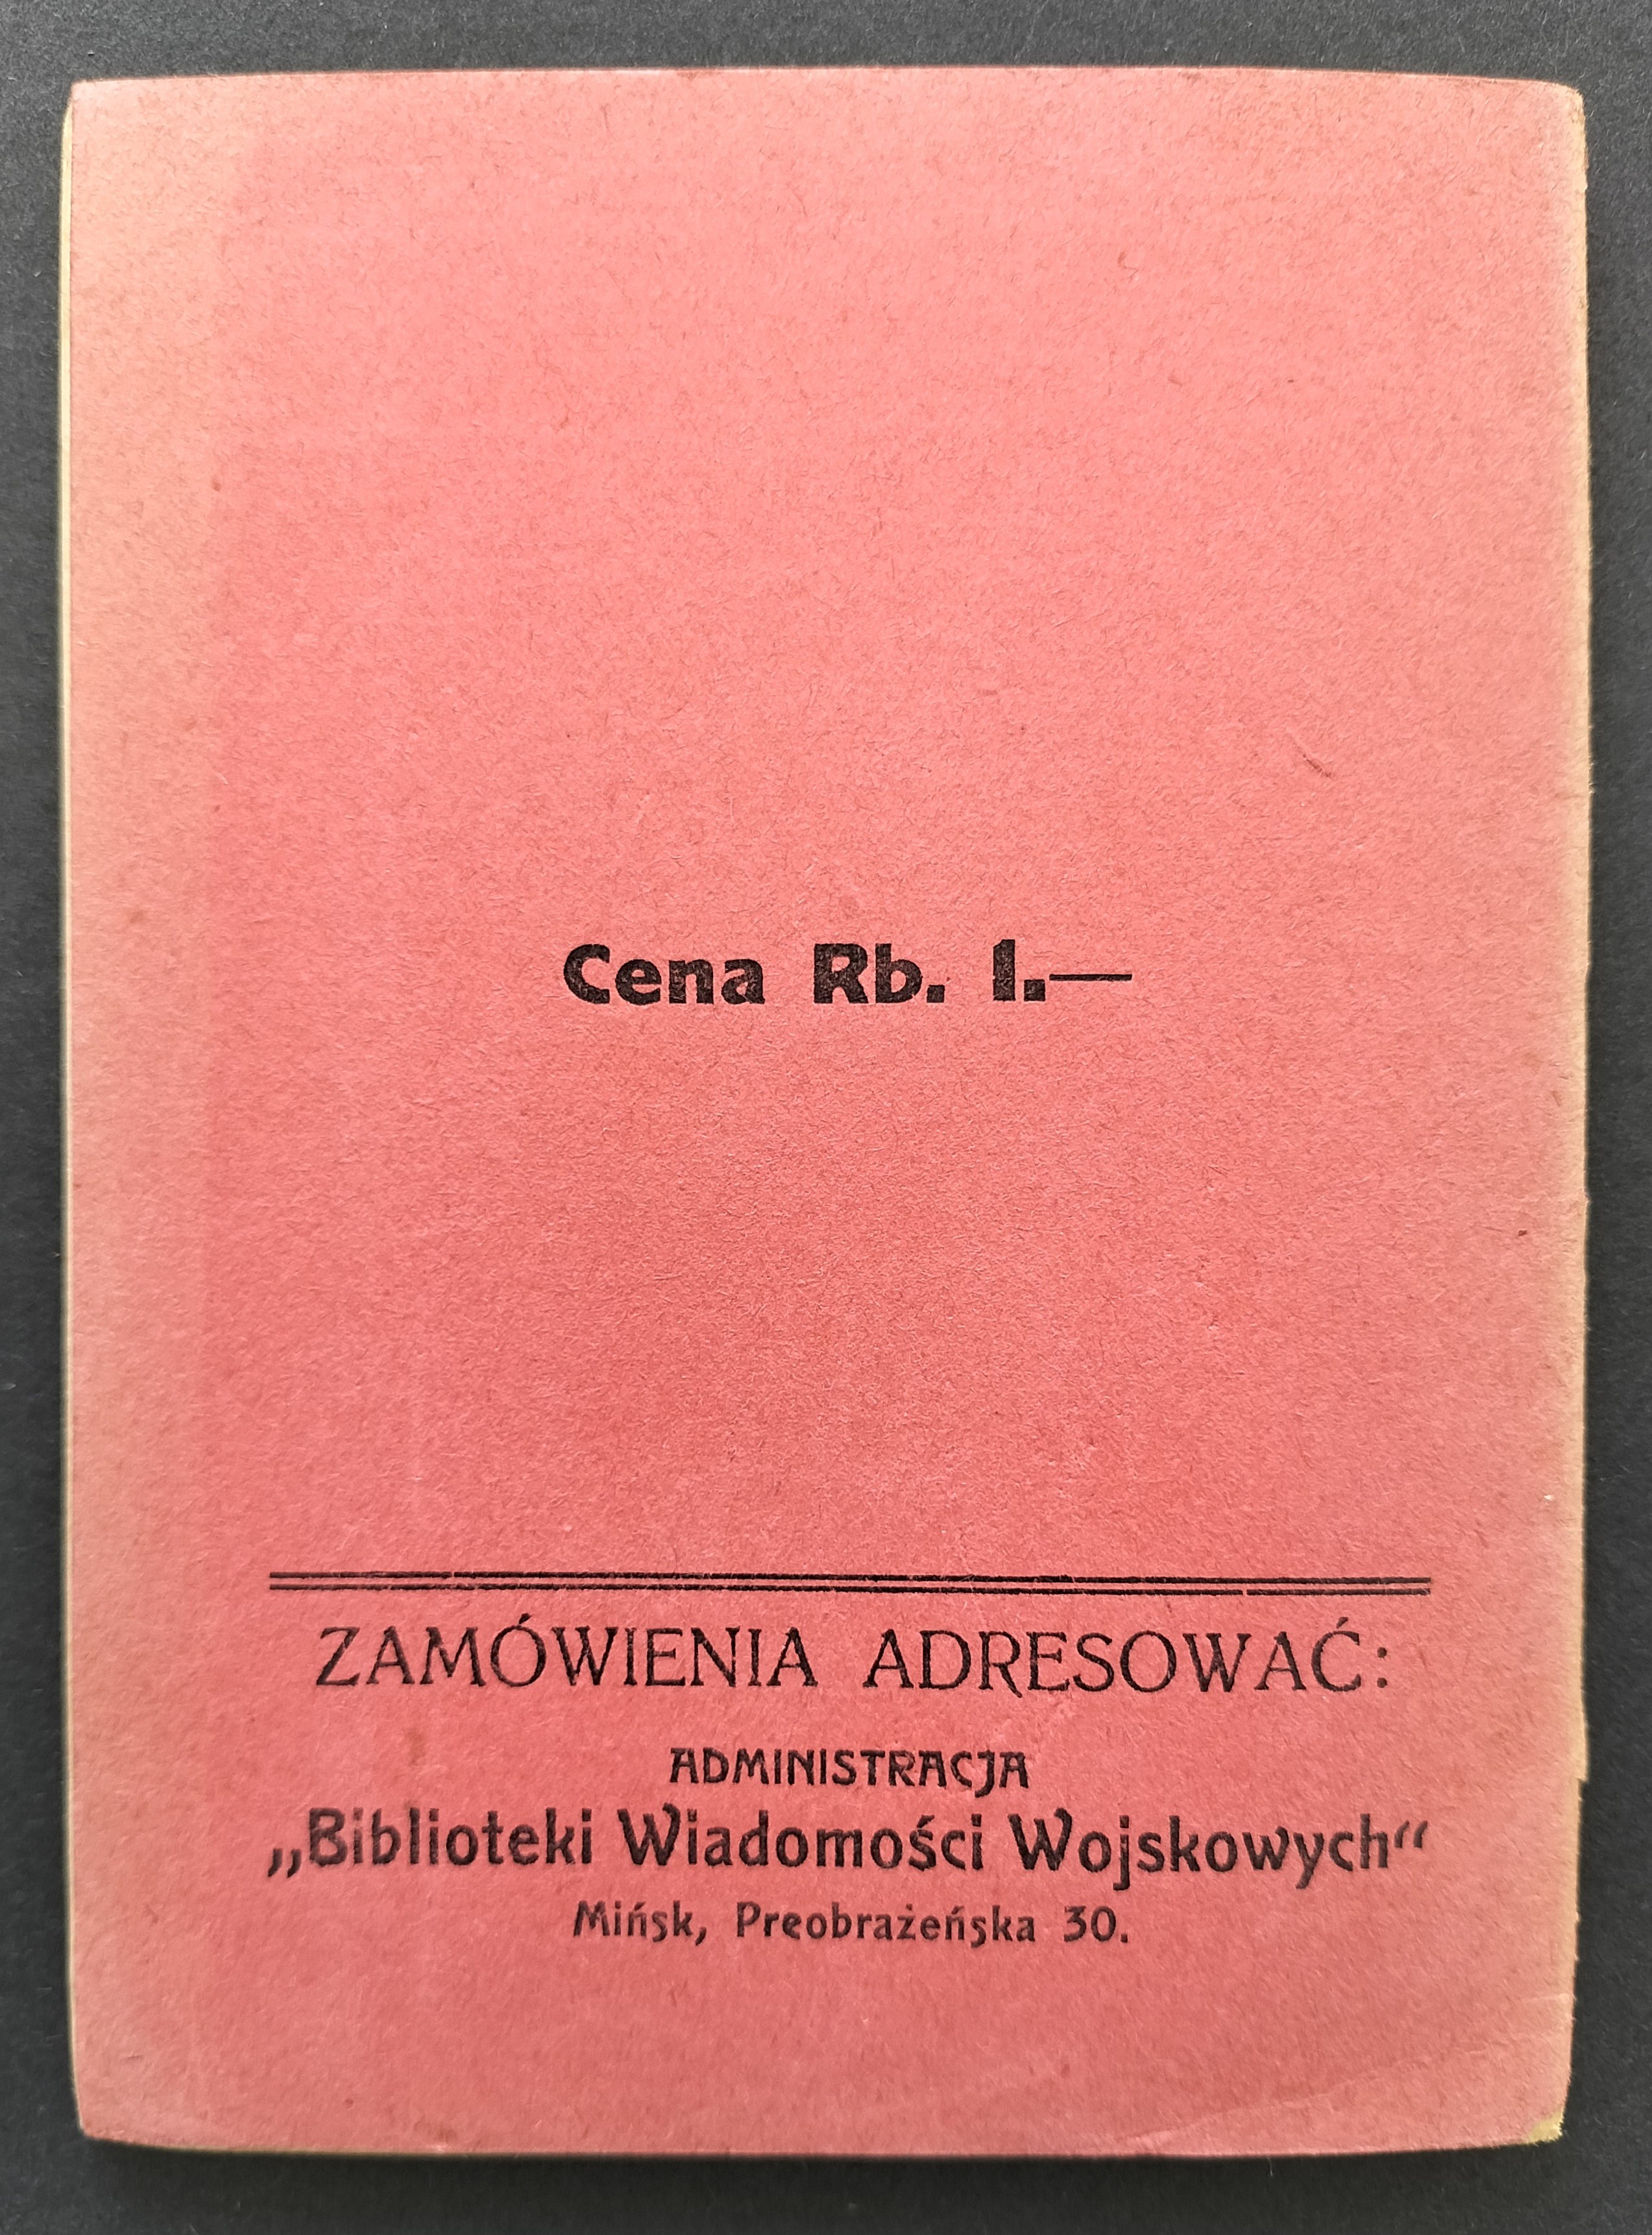 Cena Rb. 1.—
ZAMÓWIENIA ADRESOWAĆ:
ADMINISTRACJA
„Biblioteki Wiadomości Wojskowych“
Mińsk, Preobrażeńska 30.